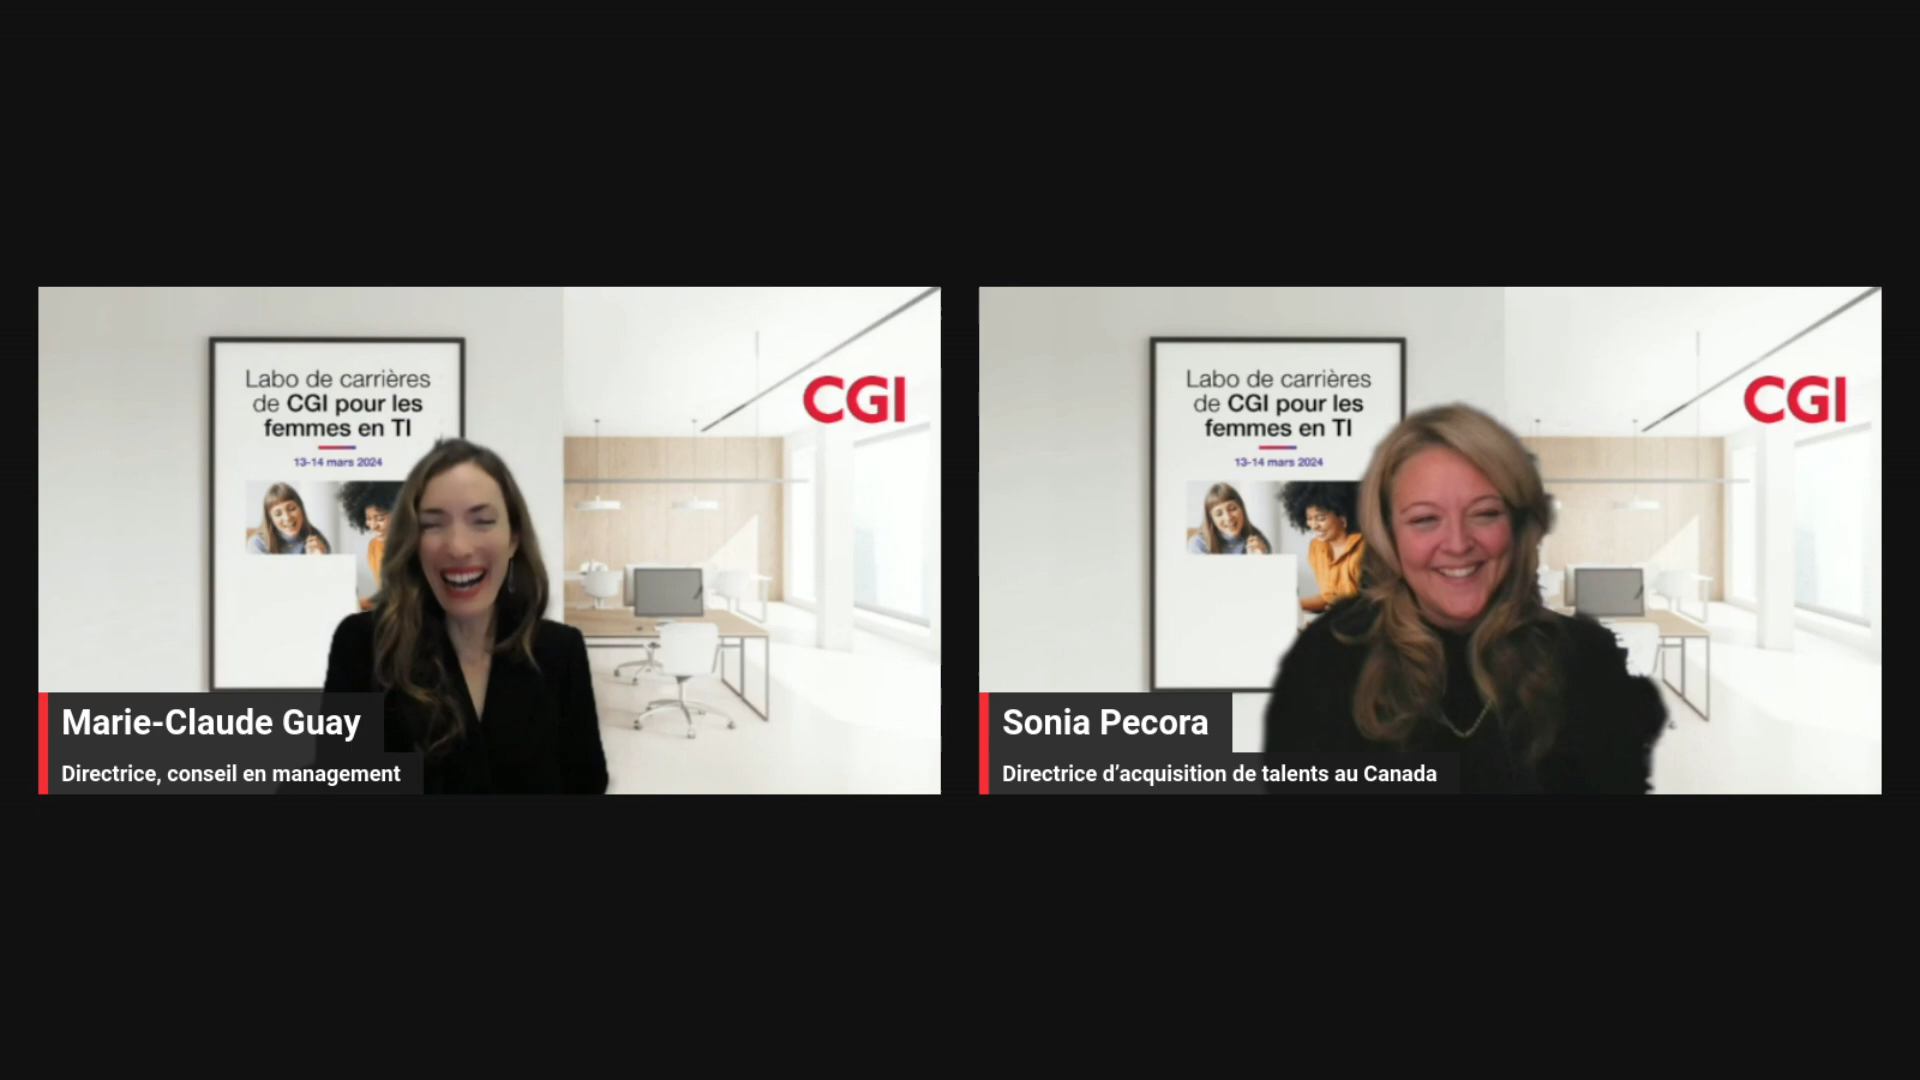 Labo de carrières
de CGI pour les
femmes en TI
13-14 mars 2024
CGI
Marie-Claude Guay
Directrice, conseil en management
Labo de carrières
de CGI pour les
femmes en TI
13-14 mars 2024
CGI
Sonia Pecora
Directrice d’acquisition de talents au Canada